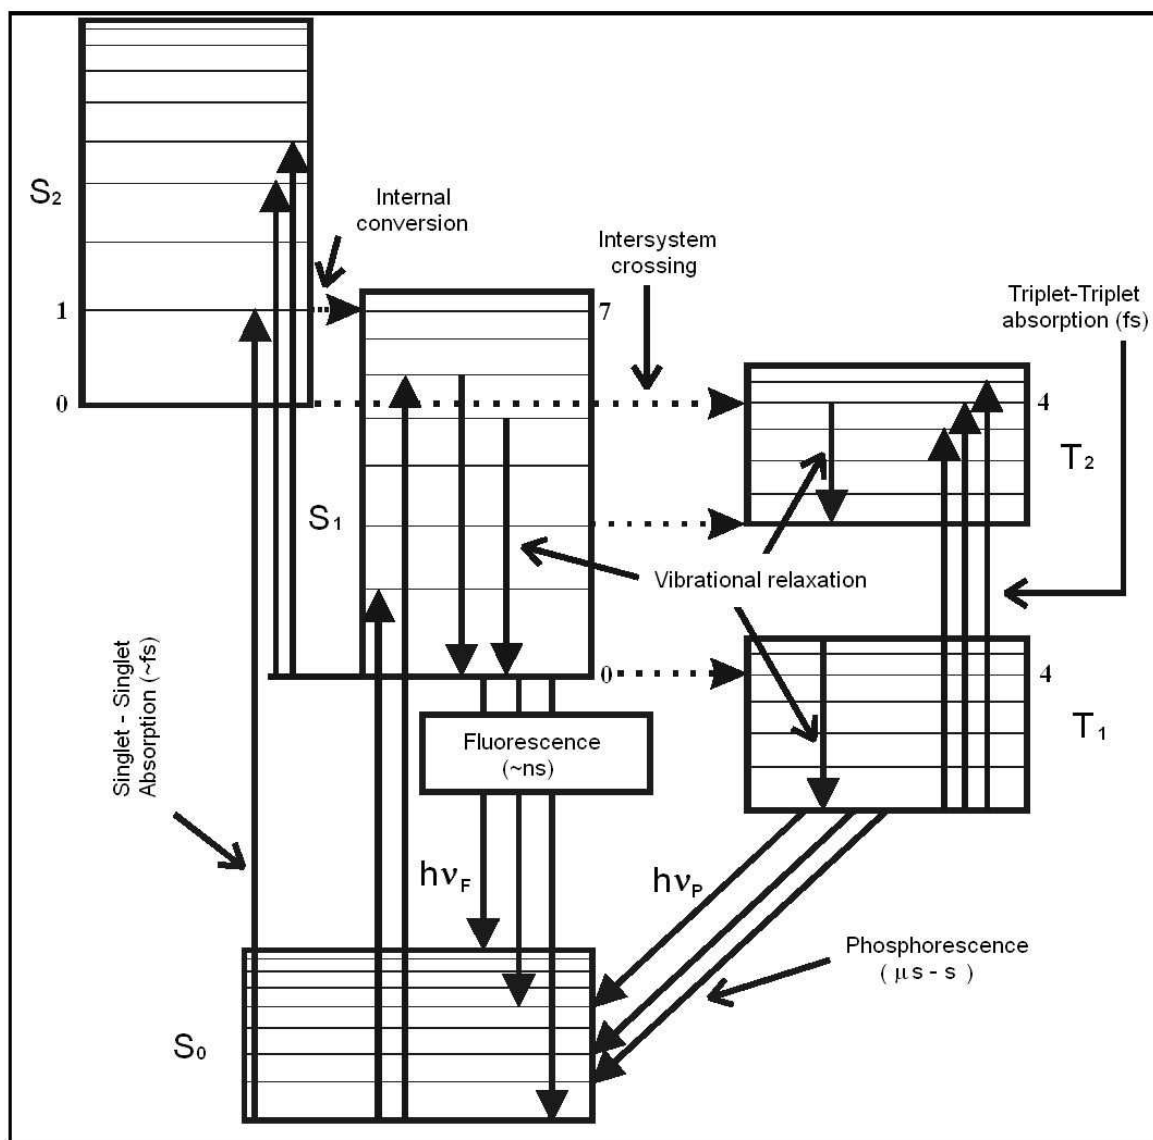 S₂
Internal
conversion
Intersystem
crossing
Triplet-Triplet
absorption (fs)
1
7
0
4
T₂
S₁
Vibrational relaxation
Singlet - Singlet
Absorption (~fs)
0
4
T₁
Fluorescence
(~ns)
hνF
hνP
Phosphorescence
( μs - s )
S₀